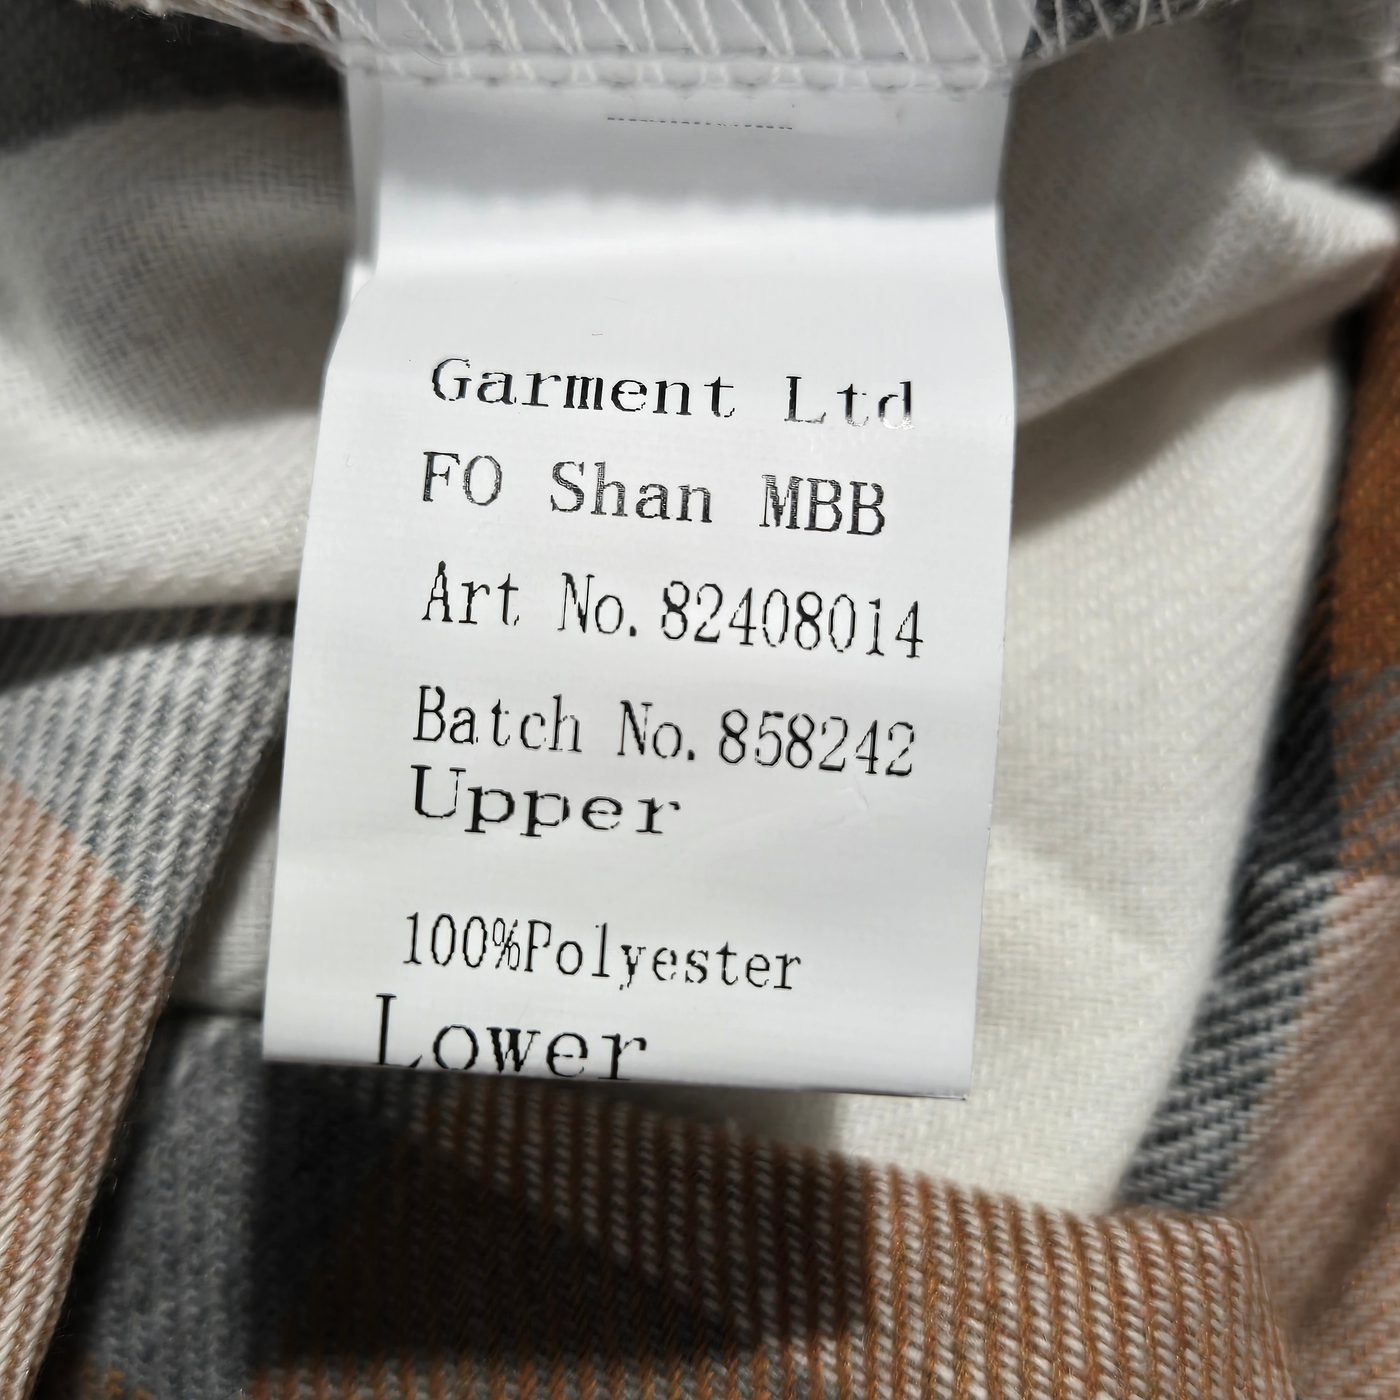 Garment Ltd
FO Shan MBB
Art No.82408014
Batch No.858242
Upper
100%Polyester
Lower